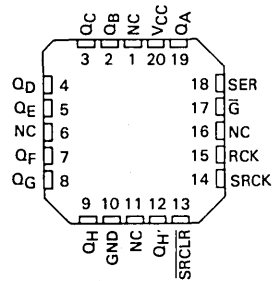 QC QB NC VCC QA
3 2 1 20 19
QD 4 18 SER
QE 5 17 G̅
NC 6 16 NC
QF 7 15 RCK
QG 8 14 SRCK
9 10 11 12 13
QH GND NC QH' S̅R̅C̅L̅R̅